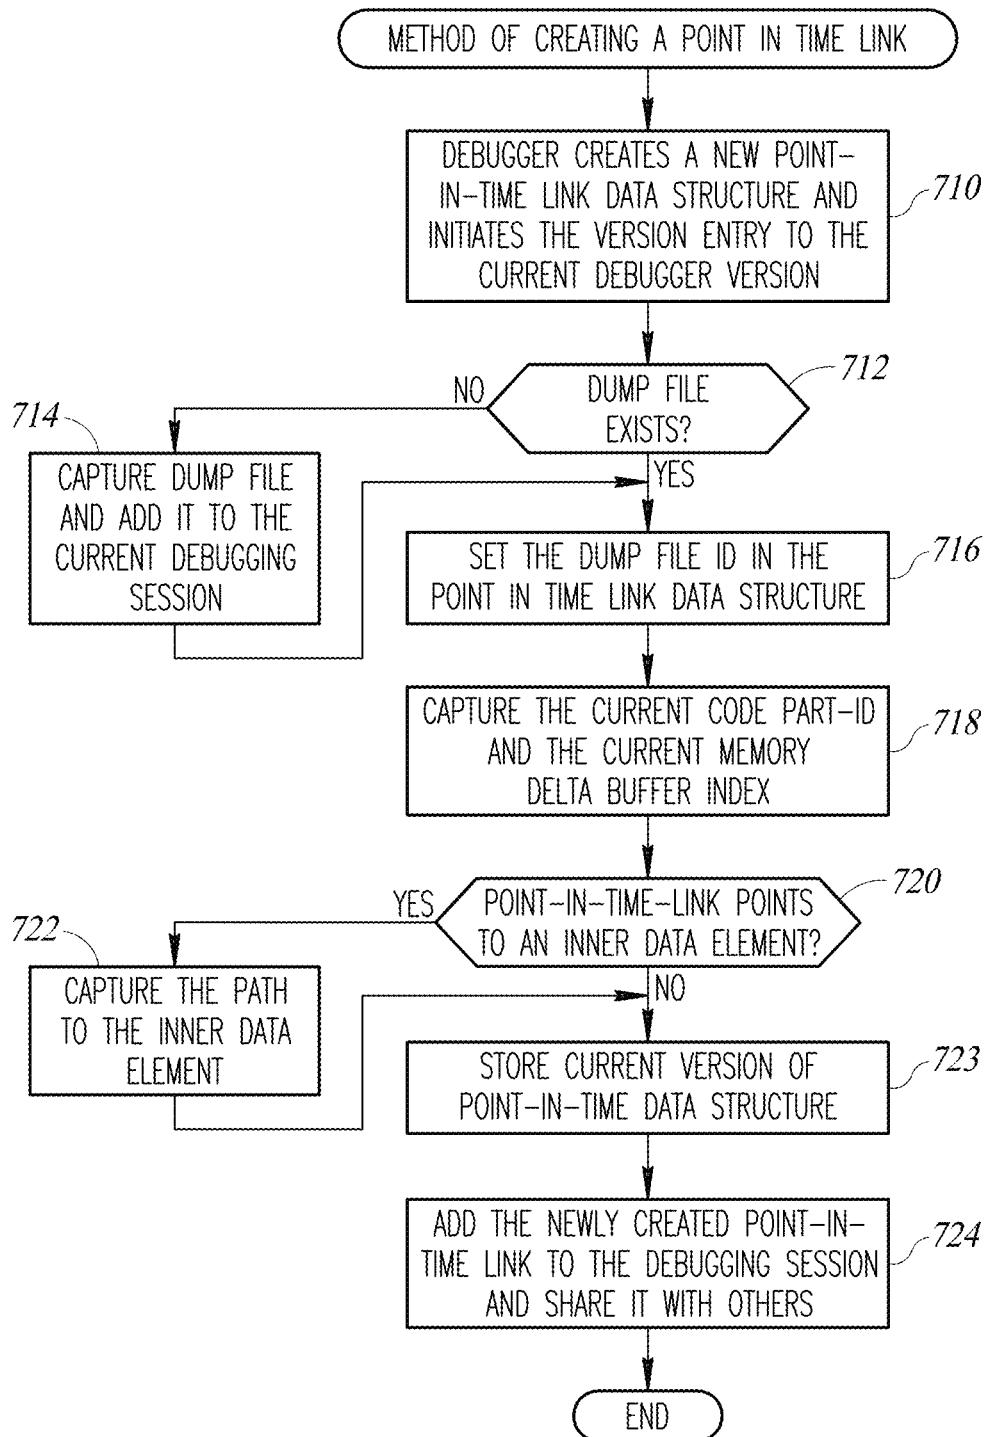 METHOD OF CREATING A POINT IN TIME LINK
DEBUGGER CREATES A NEW POINT-
IN-TIME LINK DATA STRUCTURE AND
INITIATES THE VERSION ENTRY TO THE
CURRENT DEBUGGER VERSION
710
DUMP FILE
EXISTS?
712
NO
YES
714
CAPTURE DUMP FILE
AND ADD IT TO THE
CURRENT DEBUGGING
SESSION
SET THE DUMP FILE ID IN THE
POINT IN TIME LINK DATA STRUCTURE
716
CAPTURE THE CURRENT CODE PART-ID
AND THE CURRENT MEMORY
DELTA BUFFER INDEX
718
POINT-IN-TIME-LINK POINTS
TO AN INNER DATA ELEMENT?
720
YES
NO
722
CAPTURE THE PATH
TO THE INNER DATA
ELEMENT
STORE CURRENT VERSION OF
POINT-IN-TIME DATA STRUCTURE
723
ADD THE NEWLY CREATED POINT-IN-
TIME LINK TO THE DEBUGGING SESSION
AND SHARE IT WITH OTHERS
724
END